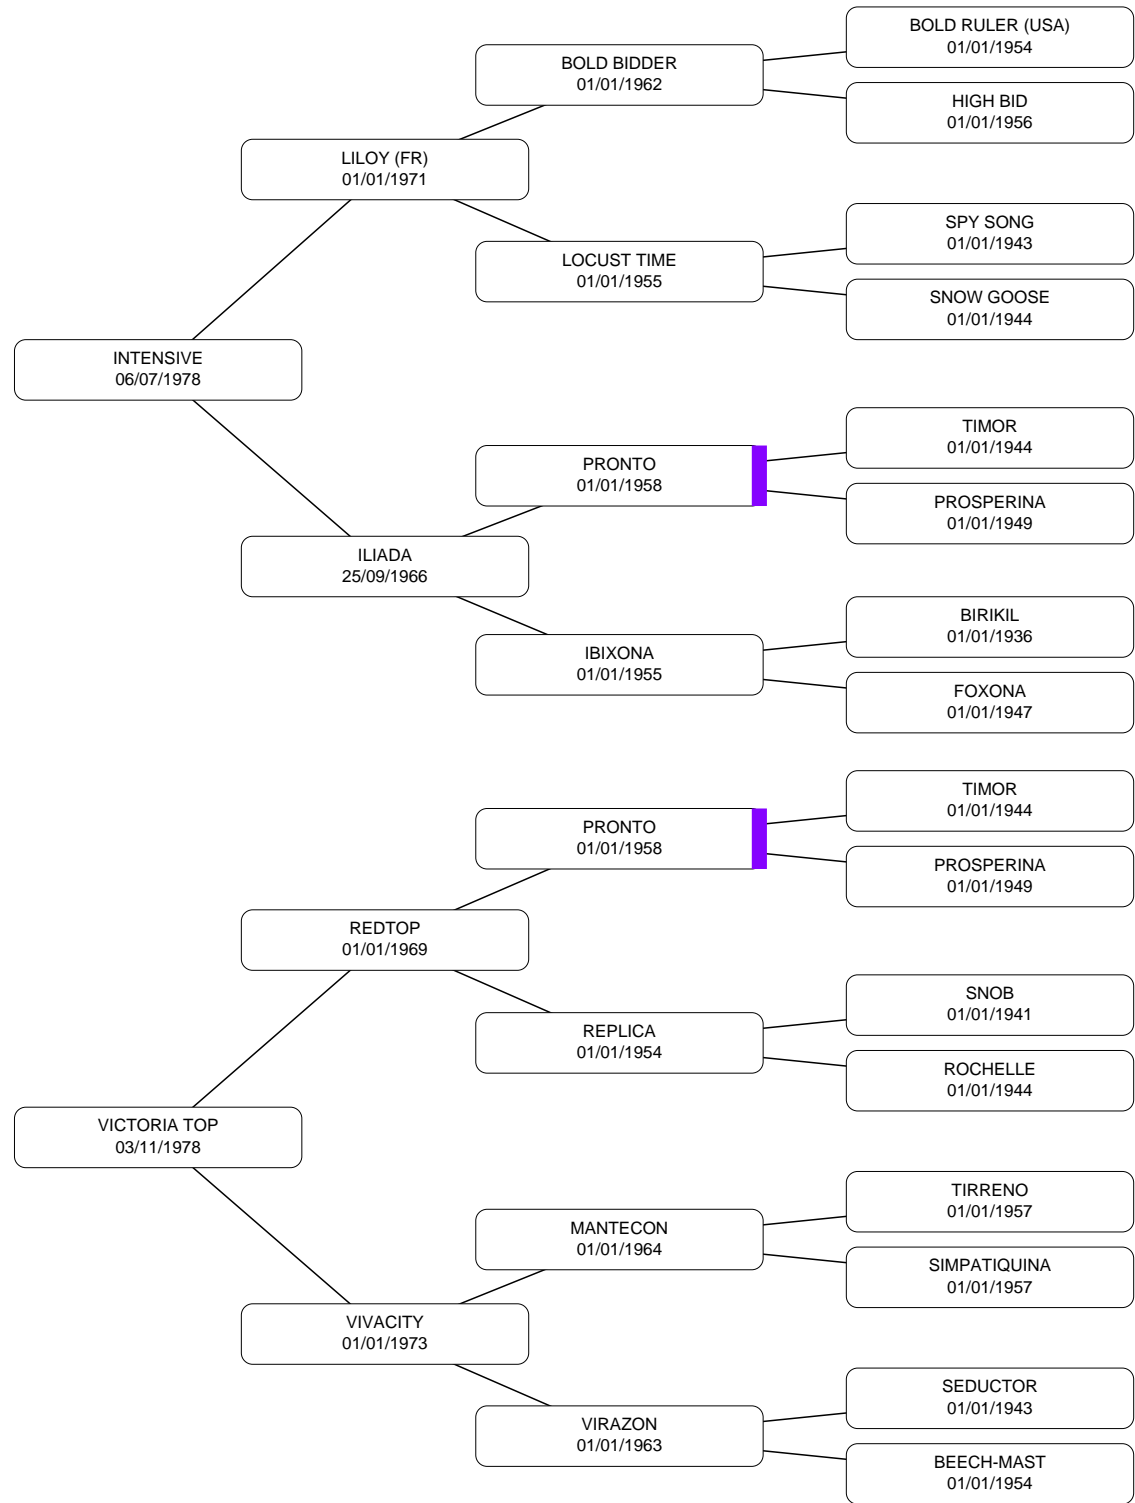 BOLD RULER (USA)
01/01/1954
BOLD BIDDER
01/01/1962
HIGH BID
01/01/1956
LILOY (FR)
01/01/1971
SPY SONG
01/01/1943
LOCUST TIME
01/01/1955
SNOW GOOSE
01/01/1944
INTENSIVE
06/07/1978
TIMOR
01/01/1944
PRONTO
01/01/1958
PROSPERINA
01/01/1949
ILIADA
25/09/1966
BIRIKIL
01/01/1936
IBIXONA
01/01/1955
FOXONA
01/01/1947
TIMOR
01/01/1944
PRONTO
01/01/1958
PROSPERINA
01/01/1949
REDTOP
01/01/1969
SNOB
01/01/1941
REPLICA
01/01/1954
ROCHELLE
01/01/1944
VICTORIA TOP
03/11/1978
TIRRENO
01/01/1957
MANTECON
01/01/1964
SIMPATIQUINA
01/01/1957
VIVACITY
01/01/1973
SEDUCTOR
01/01/1943
VIRAZON
01/01/1963
BEECH-MAST
01/01/1954